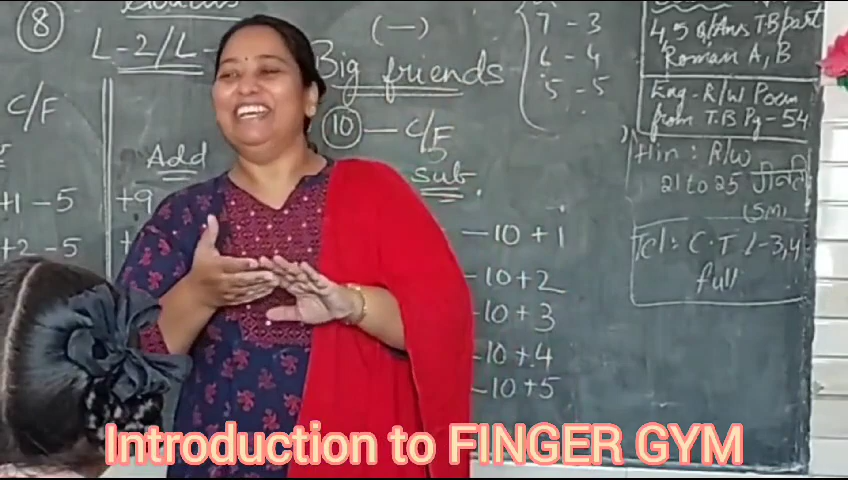 8
L-2/L-
C/F
+1-5
+2-5
Add
+9
(-)
Big friends
10 - C/F
5
sub
-10+1
-10+2
-10+3
-10+4
-10+5
7-3
6-4
5-5
4,5 Q/Ans T.B part
Roman A, B
Eng-R/W Poem
from T.B Pg-54
Hin: R/W
21 to 25 गिनती
Tel: C.T L-3,4
full
Introduction to FINGER GYM